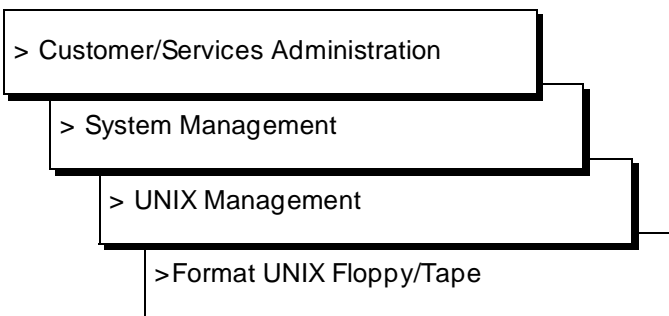 > Customer/Services Administration
> System Management
> UNIX Management
>Format UNIX Floppy/Tape